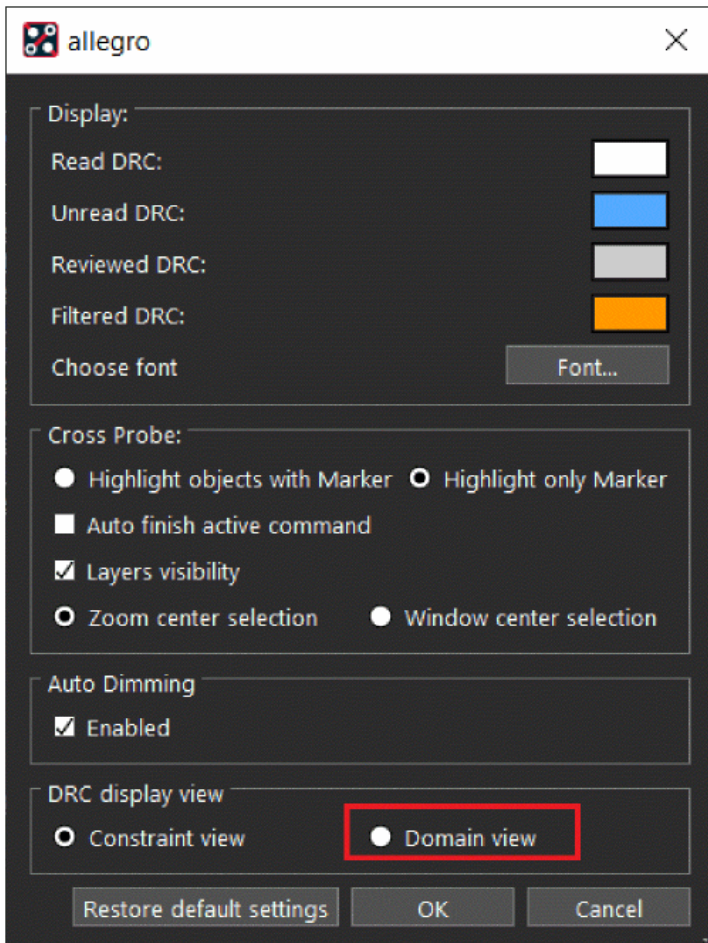 allegro
Display:
Read DRC:
Unread DRC:
Reviewed DRC:
Filtered DRC:
Choose font Font...
Cross Probe:
Highlight objects with Marker Highlight only Marker
Auto finish active command
Layers visibility
Zoom center selection Window center selection
Auto Dimming
Enabled
DRC display view
Constraint view Domain view
Restore default settings OK Cancel